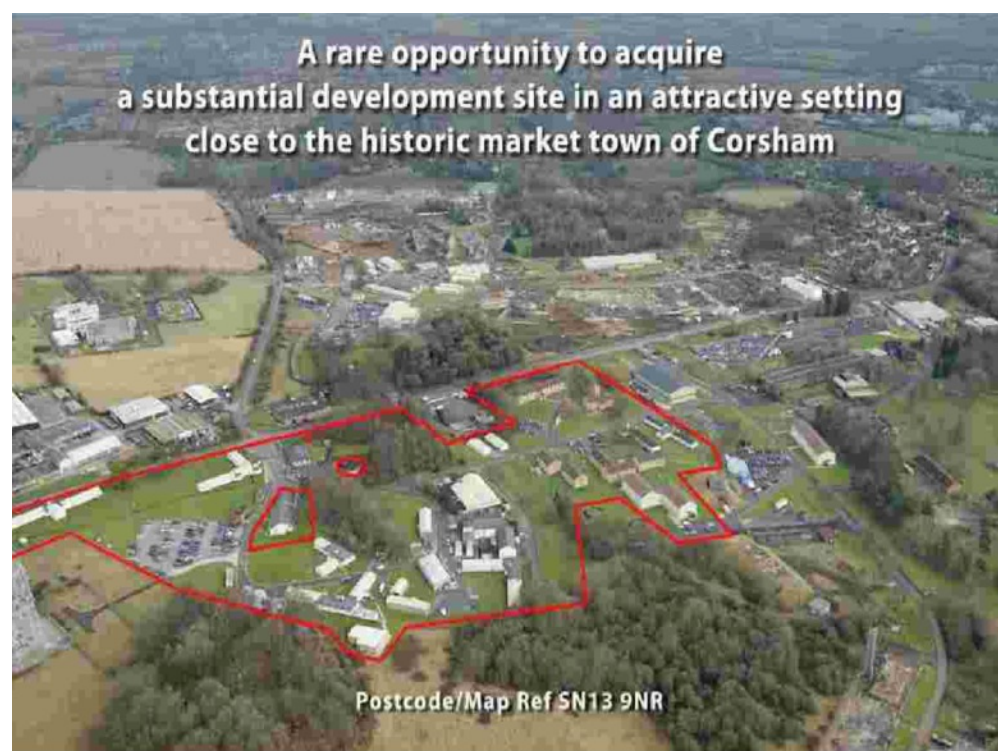 A rare opportunity to acquire
a substantial development site in an attractive setting
close to the historic market town of Corsham
Postcode/Map Ref SN13 9NR